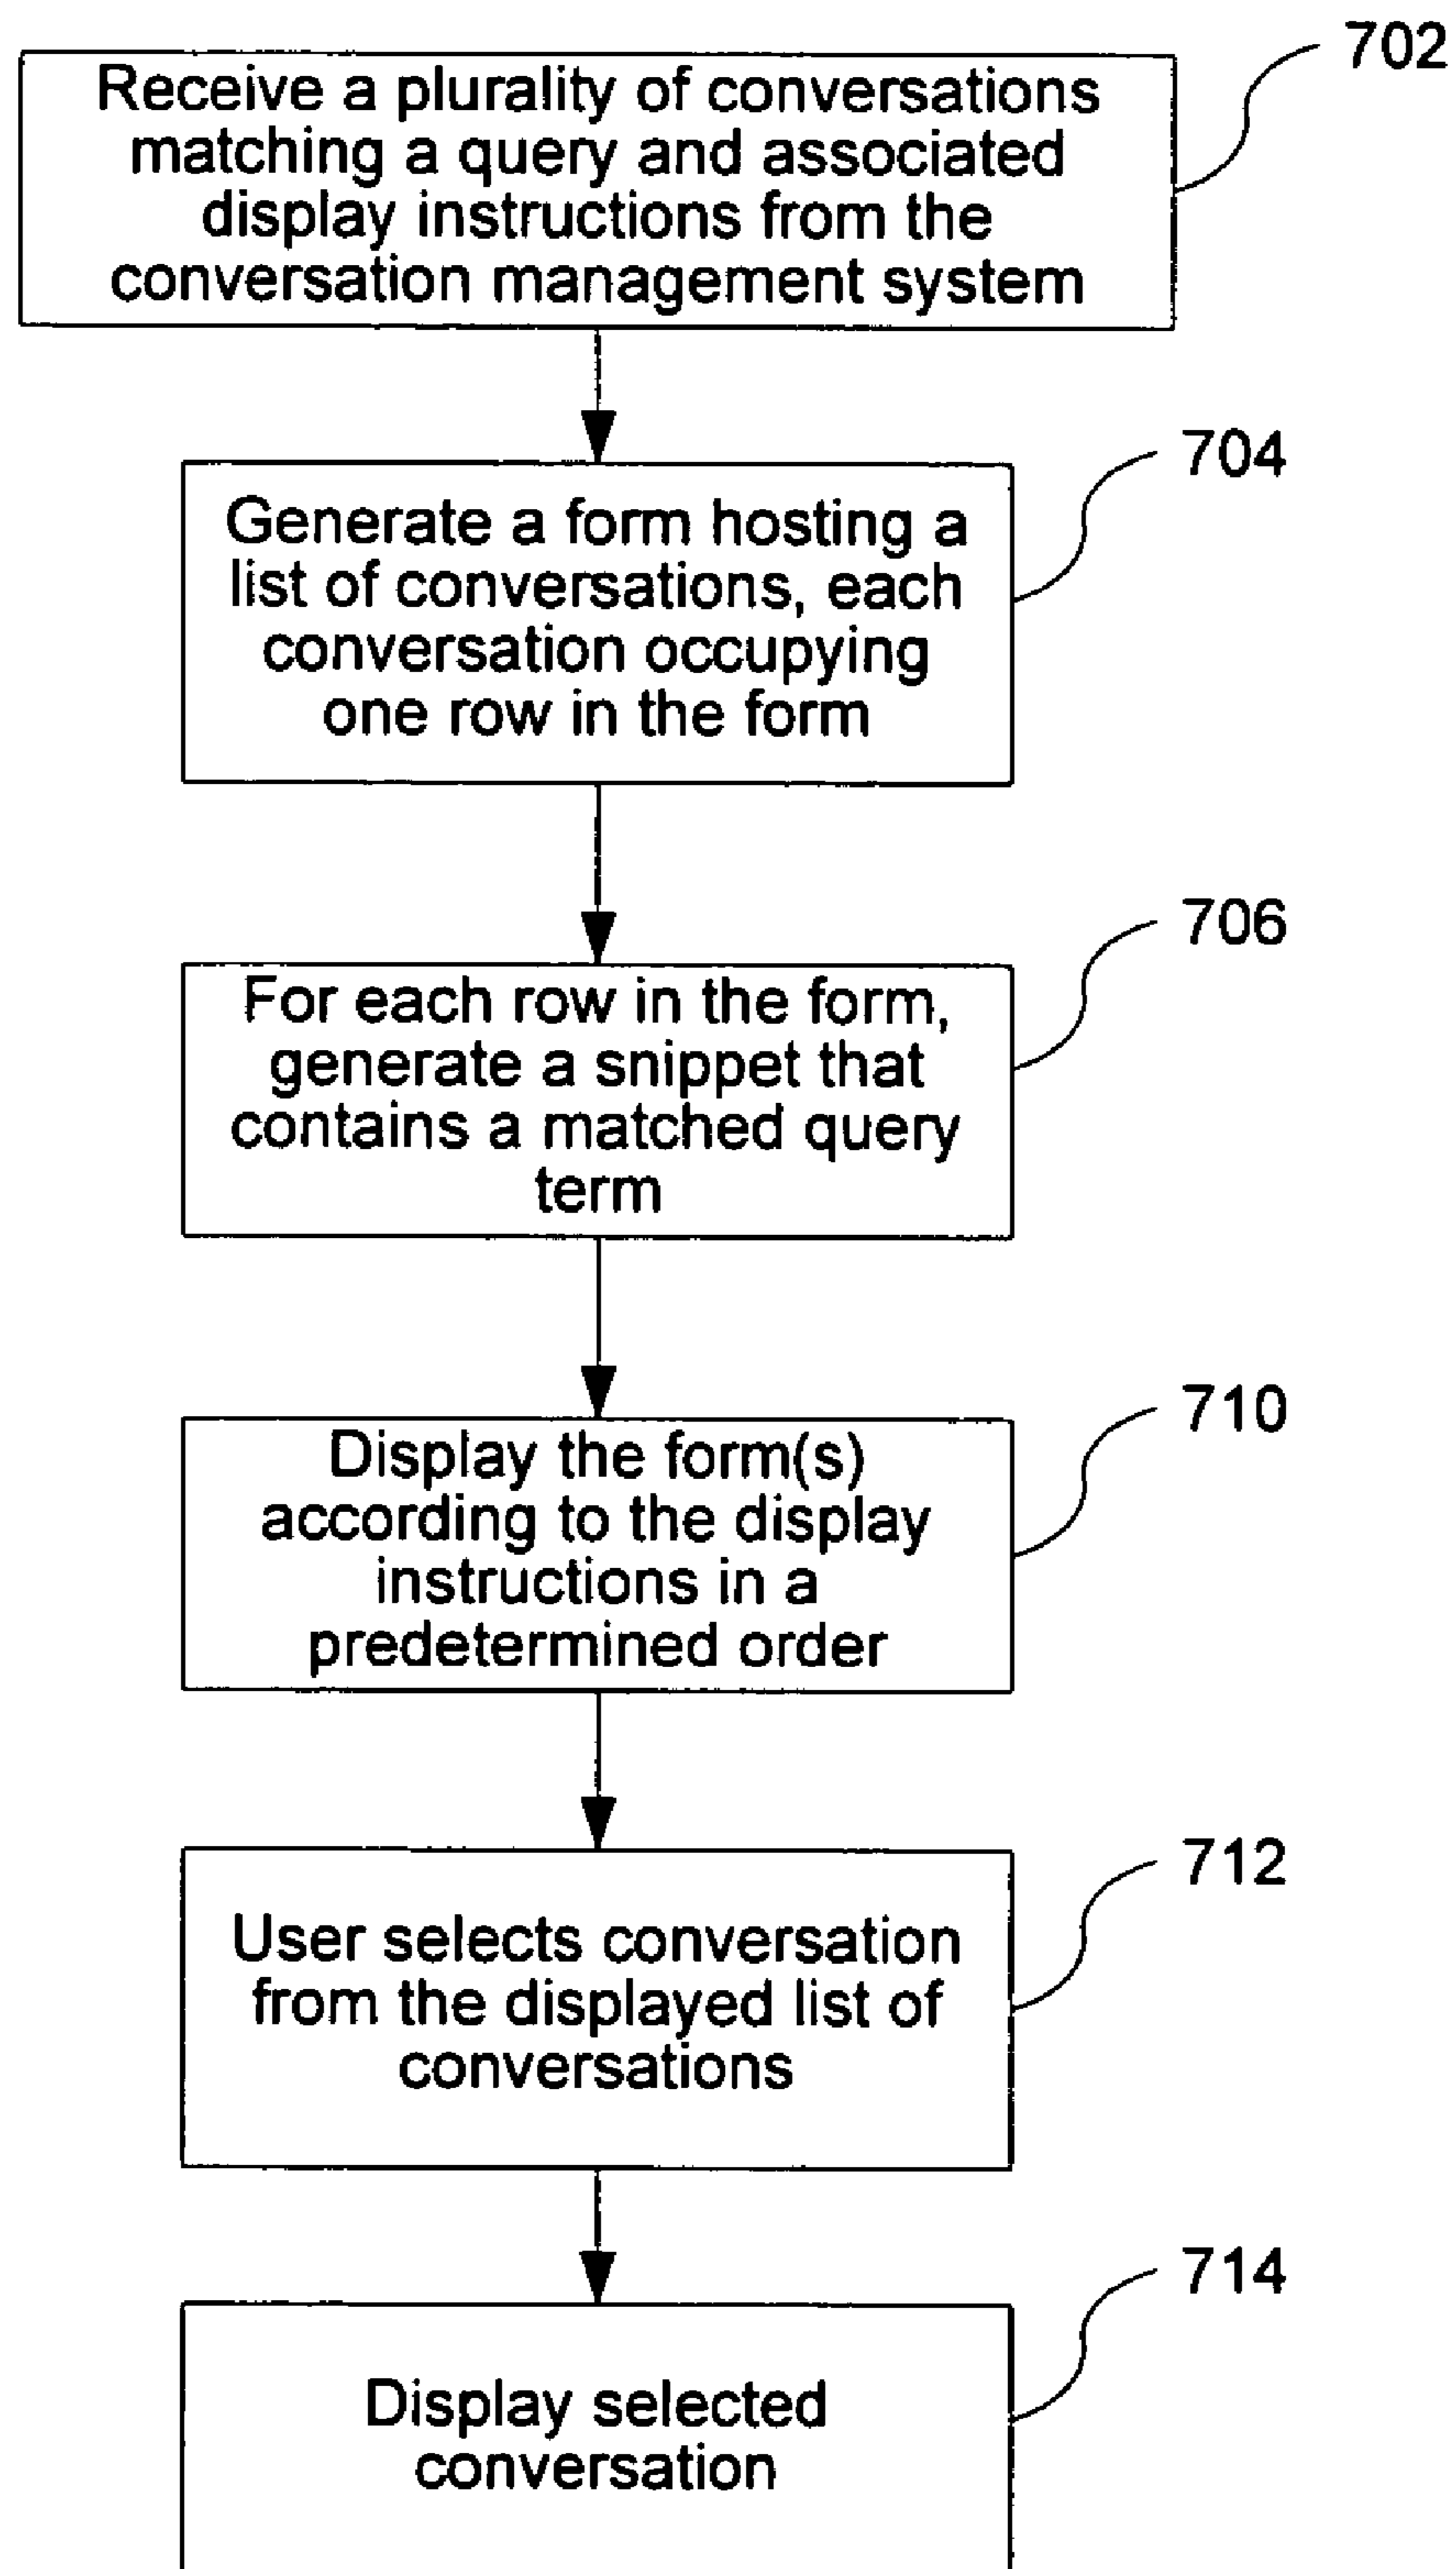 702
Receive a plurality of conversations
matching a query and associated
display instructions from the
conversation management system
704
Generate a form hosting a
list of conversations, each
conversation occupying
one row in the form
706
For each row in the form,
generate a snippet that
contains a matched query
term
710
Display the form(s)
according to the display
instructions in a
predetermined order
712
User selects conversation
from the displayed list of
conversations
714
Display selected
conversation